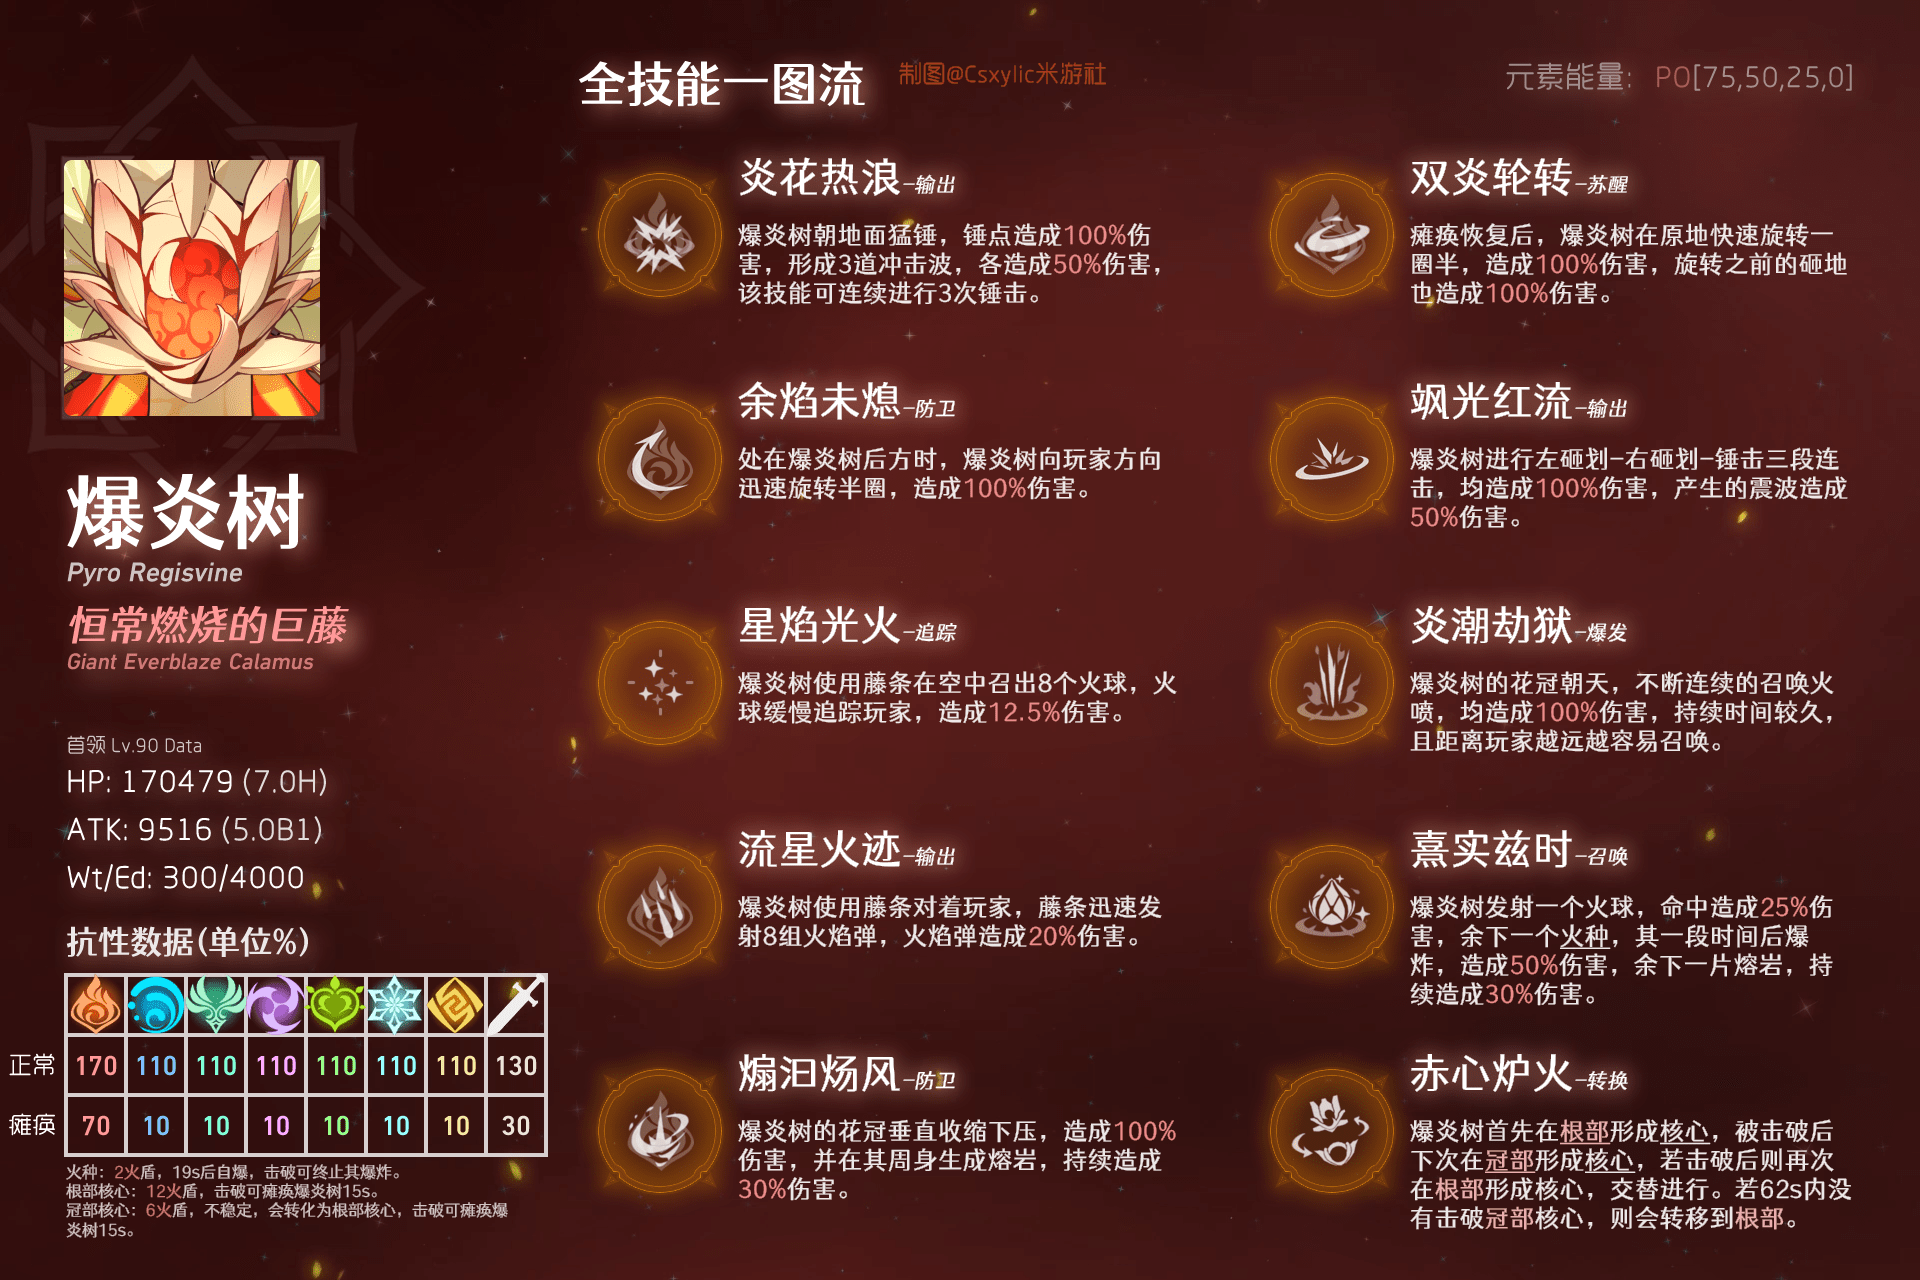 全技能一图流
制图@Csxylic米游社
元素能量: PO[75,50,25,0]
爆炎树
Pyro Regisvine
恒常燃烧的巨藤
Giant Everblaze Calamus
首领 Lv.90 Data
HP: 170479 (7.0H)
ATK: 9516 (5.0B1)
Wt/Ed: 300/4000
抗性数据(单位%)
正常 170 110 110 110 110 110 110 130
瘫痪 70 10 10 10 10 10 10 30
火种：2火盾，19s后自爆，击破可终止其爆炸。
根部核心：12火盾，击破可瘫痪爆炎树15s。
冠部核心：6火盾，不稳定，会转化为根部核心，击破可瘫痪爆
炎树15s。
炎花热浪-输出
爆炎树朝地面猛锤，锤点造成100%伤
害，形成3道冲击波，各造成50%伤害，
该技能可连续进行3次锤击。
余焰未熄-防卫
处在爆炎树后方时，爆炎树向玩家方向
迅速旋转半圈，造成100%伤害。
星焰光火-追踪
爆炎树使用藤条在空中召出8个火球，火
球缓慢追踪玩家，造成12.5%伤害。
流星火迹-输出
爆炎树使用藤条对着玩家，藤条迅速发
射8组火焰弹，火焰弹造成20%伤害。
煽汩炀风-防卫
爆炎树的花冠垂直收缩下压，造成100%
伤害，并在其周身生成熔岩，持续造成
30%伤害。
双炎轮转-苏醒
瘫痪恢复后，爆炎树在原地快速旋转一
圈半，造成100%伤害，旋转之前的砸地
也造成100%伤害。
飒光红流-输出
爆炎树进行左砸划-右砸划-锤击三段连
击，均造成100%伤害，产生的震波造成
50%伤害。
炎潮劫狱-爆发
爆炎树的花冠朝天，不断连续的召唤火
喷，均造成100%伤害，持续时间较久，
且距离玩家越远越容易召唤。
熹实兹时-召唤
爆炎树发射一个火球，命中造成25%伤
害，余下一个火种，其一段时间后爆
炸，造成50%伤害，余下一片熔岩，持
续造成30%伤害。
赤心炉火-转换
爆炎树首先在根部形成核心，被击破后
下次在冠部形成核心，若击破后则再次
在根部形成核心，交替进行。若62s内没
有击破冠部核心，则会转移到根部。